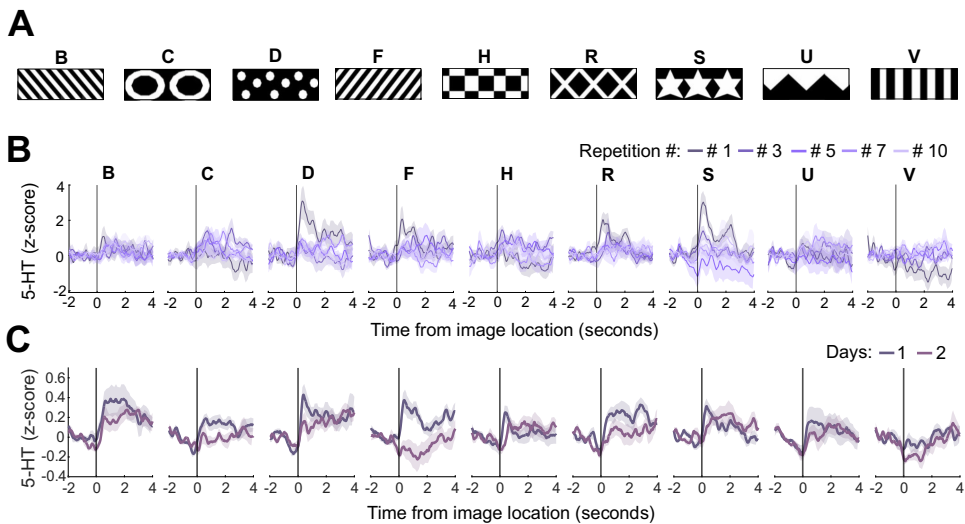 A
B C D F H R S U V
B
Repetition #: # 1 # 3 # 5 # 7 # 10
B C D F H R S U V
5-HT (z-score)
4
2
0
-2
-2 0 2 4 -2 0 2 4 -2 0 2 4 -2 0 2 4 -2 0 2 4 -2 0 2 4 -2 0 2 4 -2 0 2 4 -2 0 2 4
Time from image location (seconds)
C
Days: 1 2
5-HT (z-score)
0.6
0.4
0.2
0
-0.2
-0.4
-2 0 2 4 -2 0 2 4 -2 0 2 4 -2 0 2 4 -2 0 2 4 -2 0 2 4 -2 0 2 4 -2 0 2 4 -2 0 2 4
Time from image location (seconds)